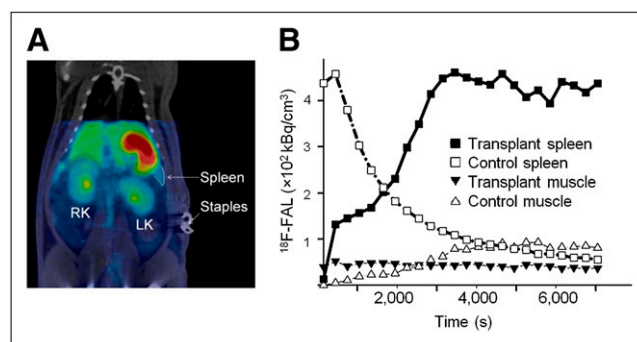 A
Spleen
Staples
RK
LK
B
¹⁸F-FAL (×10² kBq/cm³)
4
3
2
1
Transplant spleen
Control spleen
Transplant muscle
Control muscle
2,000
4,000
6,000
Time (s)